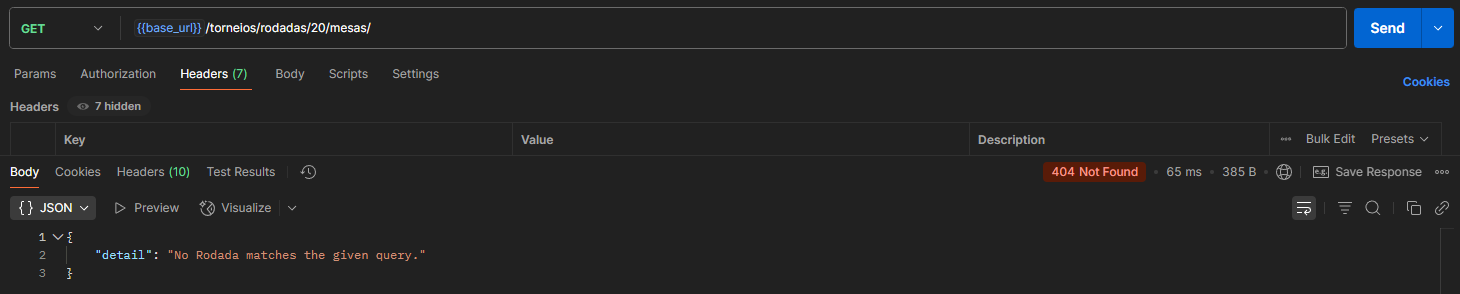 GET {{base_url}} /torneios/rodadas/20/mesas/ Send
Params Authorization Headers (7) Body Scripts Settings Cookies
Headers 7 hidden
Key Value Description ••• Bulk Edit Presets
Body Cookies Headers (10) Test Results 404 Not Found • 65 ms • 385 B • e.g. Save Response •••
{} JSON Preview Visualize
1 {
2 "detail": "No Rodada matches the given query."
3 }